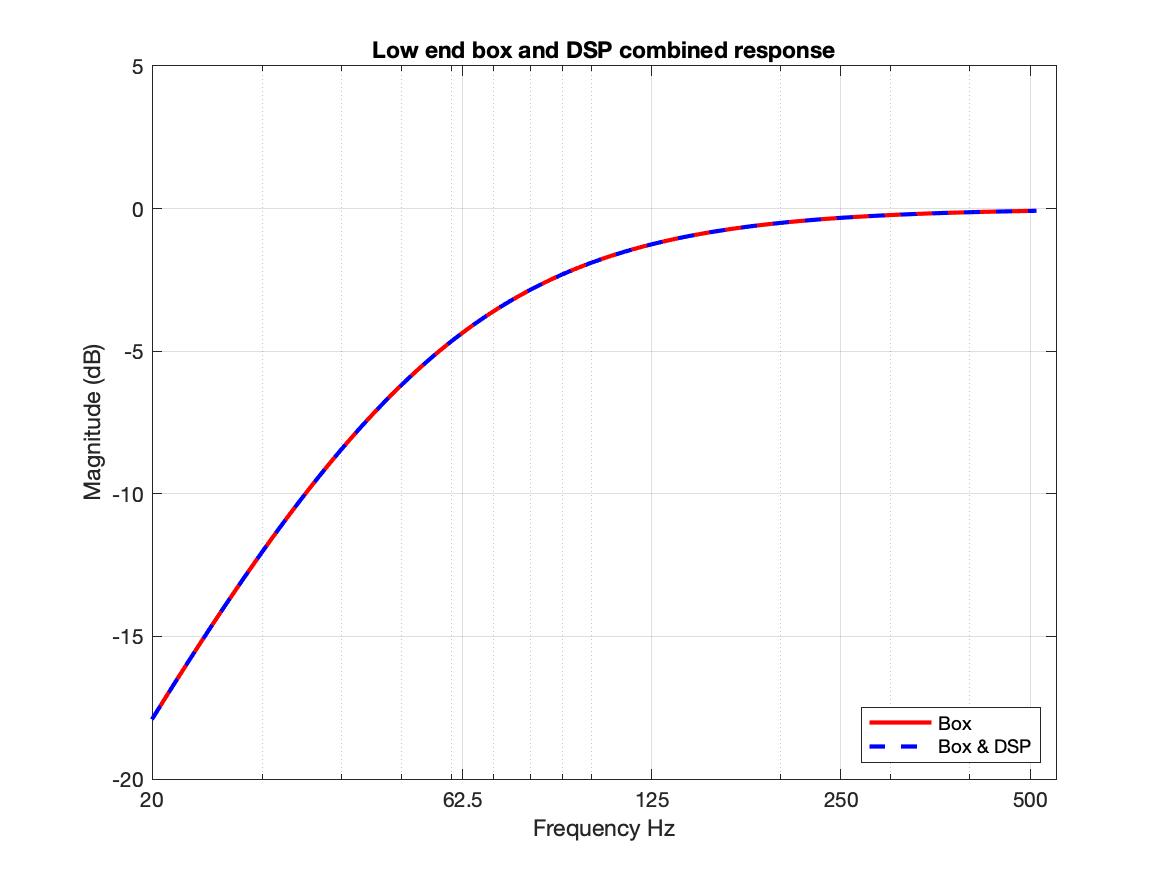 Low end box and DSP combined response
5
0
-5
-10
-15
-20
Magnitude (dB)
20 62.5 125 250 500
Frequency Hz
Box
Box & DSP